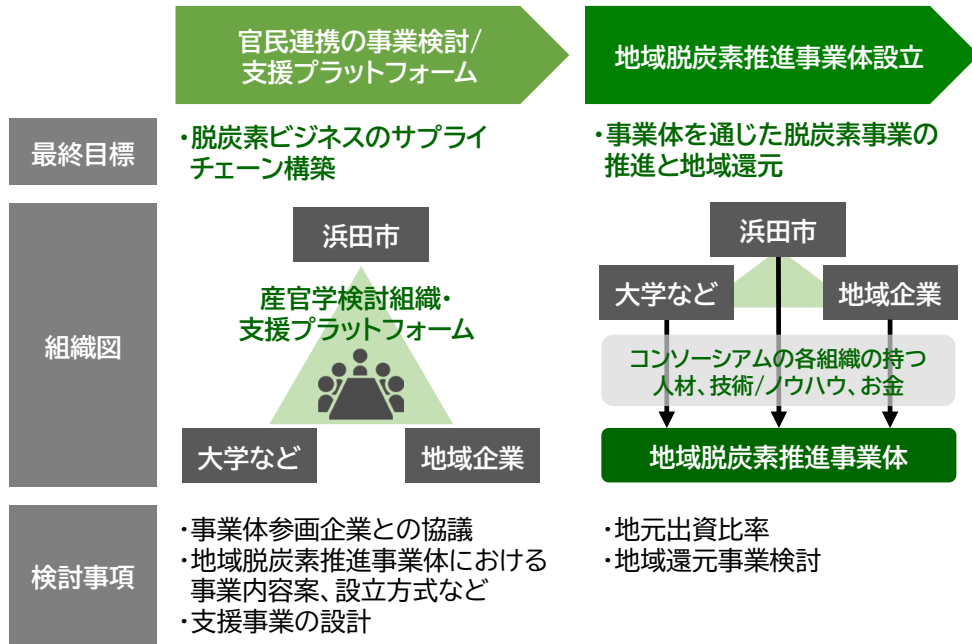 官民連携の事業検討/
支援プラットフォーム
地域脱炭素推進事業体設立
最終目標
・脱炭素ビジネスのサプライ
チェーン構築
・事業体を通じた脱炭素事業の
推進と地域還元
組織図
浜田市
産官学検討組織・
支援プラットフォーム
大学など
地域企業
浜田市
大学など
地域企業
コンソーシアムの各組織の持つ
人材、技術/ノウハウ、お金
地域脱炭素推進事業体
検討事項
・事業体参画企業との協議
・地域脱炭素推進事業体における
事業内容案、設立方式など
・支援事業の設計
・地元出資比率
・地域還元事業検討